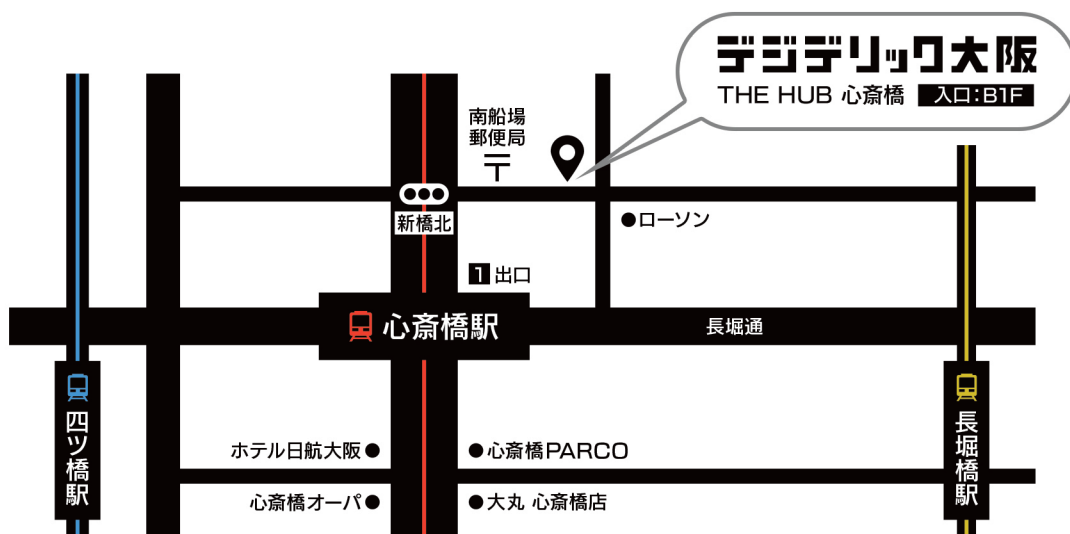 デジデリック大阪
THE HUB 心斎橋 入口:B1F
南船場
郵便局
〒
新橋北
ローソン
1 出口
心斎橋駅
長堀通
四ツ橋駅
長堀橋駅
ホテル日航大阪
心斎橋PARCO
心斎橋オーパ
大丸 心斎橋店